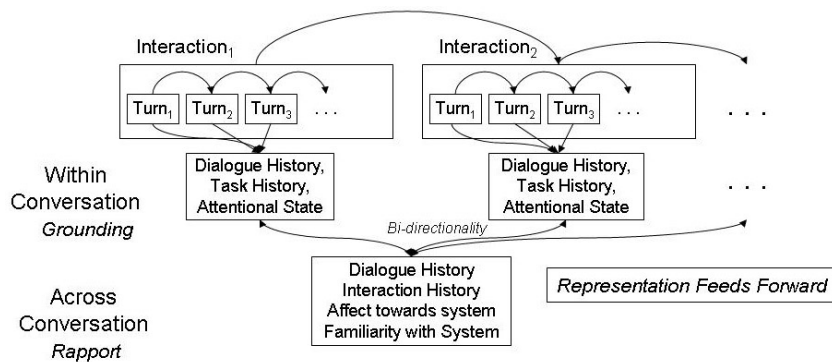 Interaction₁
Interaction₂
Turn₁ Turn₂ Turn₃ . . .
Turn₁ Turn₂ Turn₃ . . .
. . .
Within
Conversation
Grounding
Dialogue History,
Task History,
Attentional State
Dialogue History,
Task History,
Attentional State
. . .
Bi-directionality
Across
Conversation
Rapport
Dialogue History
Interaction History
Affect towards system
Familiarity with System
Representation Feeds Forward